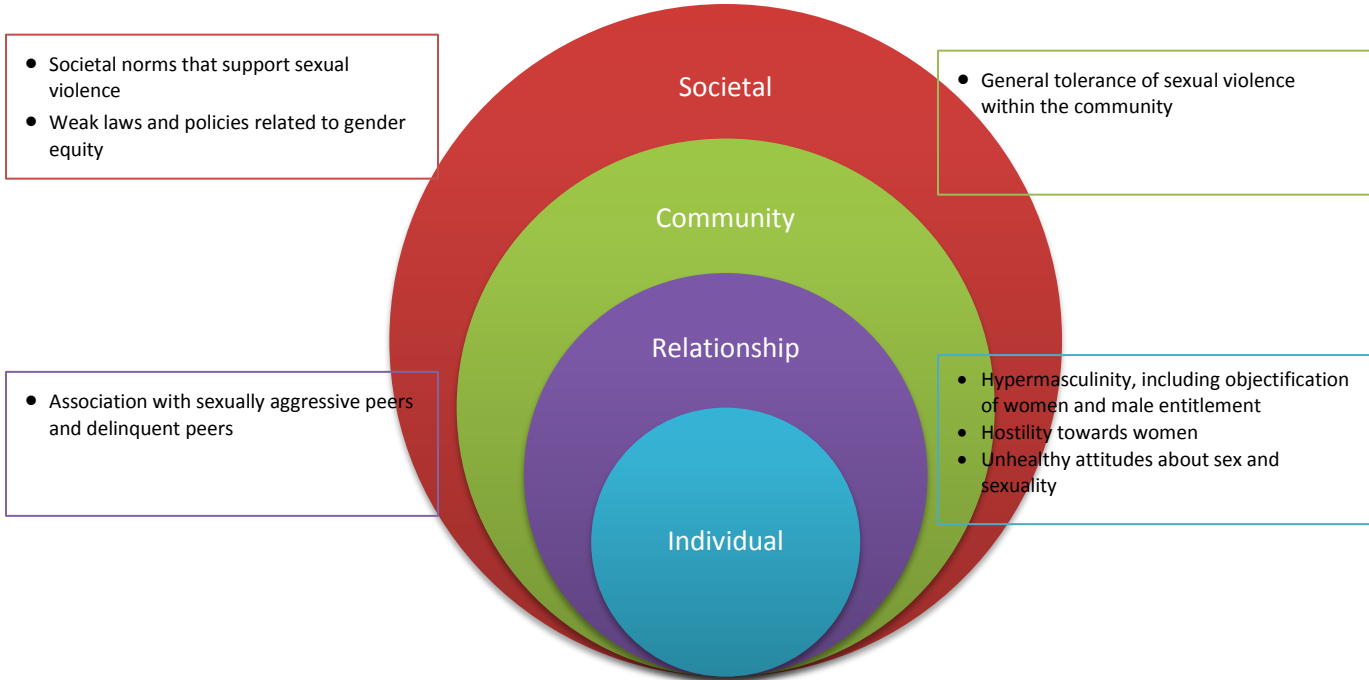 • Societal norms that support sexual
violence
• Weak laws and policies related to gender
equity
Societal
• General tolerance of sexual violence
within the community
Community
Relationship
• Association with sexually aggressive peers
and delinquent peers
• Hypermasculinity, including objectification
of women and male entitlement
• Hostility towards women
• Unhealthy attitudes about sex and
sexuality
Individual